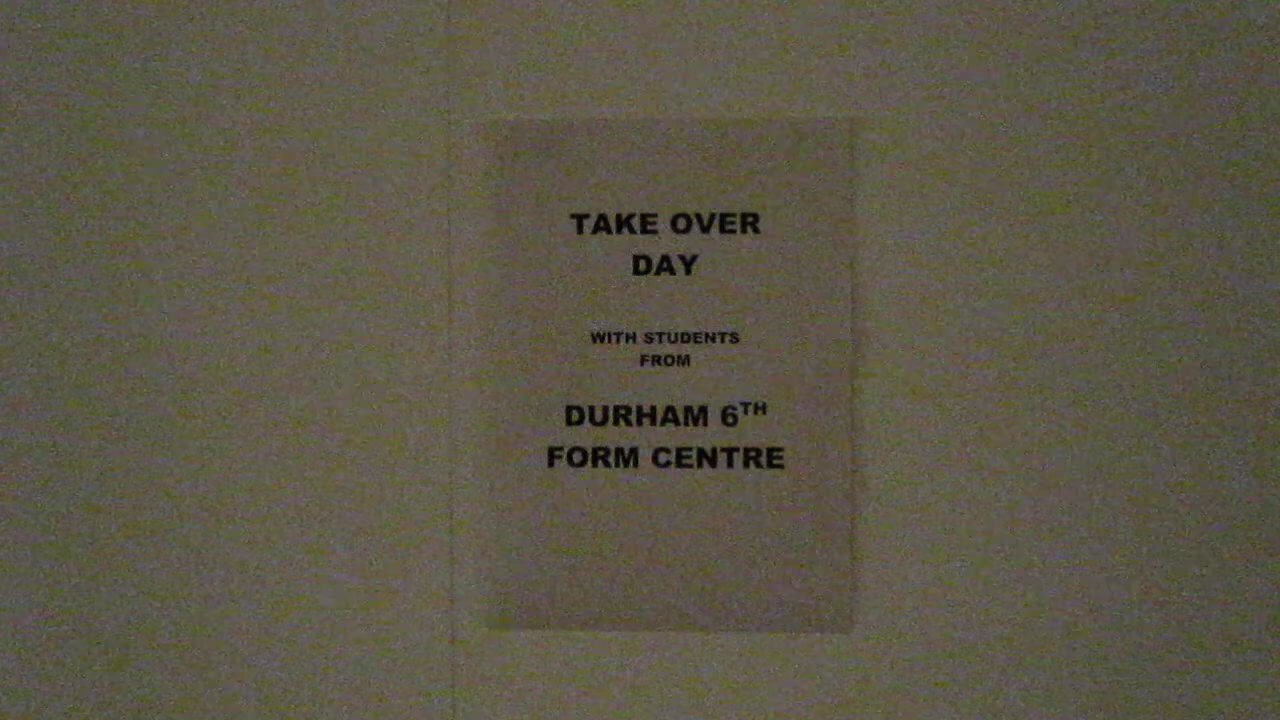 TAKE OVER
DAY
WITH STUDENTS
FROM
DURHAM 6TH
FORM CENTRE